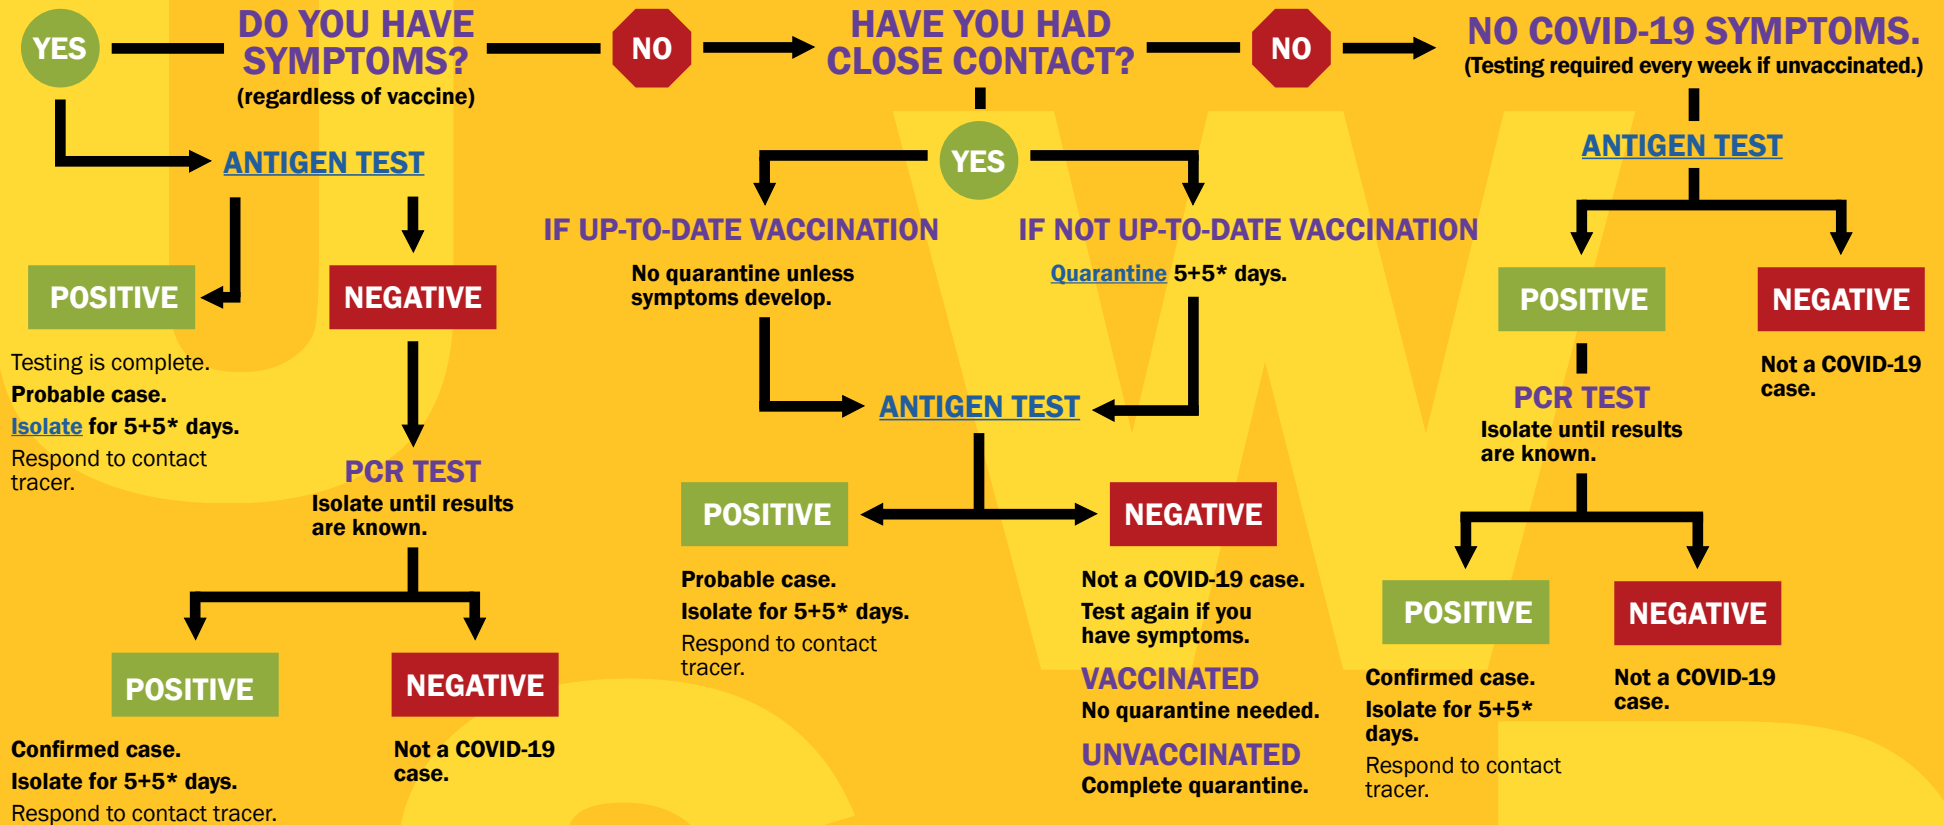 YES
DO YOU HAVE
SYMPTOMS?
(regardless of vaccine)
NO
HAVE YOU HAD
CLOSE CONTACT?
NO
NO COVID-19 SYMPTOMS.
(Testing required every week if unvaccinated.)
ANTIGEN TEST
POSITIVE
Testing is complete.
Probable case.
Isolate for 5+5* days.
Respond to contact
tracer.
NEGATIVE
PCR TEST
Isolate until results
are known.
POSITIVE
Confirmed case.
Isolate for 5+5* days.
Respond to contact tracer.
NEGATIVE
Not a COVID-19
case.
YES
IF UP-TO-DATE VACCINATION
No quarantine unless
symptoms develop.
IF NOT UP-TO-DATE VACCINATION
Quarantine 5+5* days.
ANTIGEN TEST
POSITIVE
Probable case.
Isolate for 5+5* days.
Respond to contact
tracer.
NEGATIVE
Not a COVID-19 case.
Test again if you
have symptoms.
VACCINATED
No quarantine needed.
UNVACCINATED
Complete quarantine.
ANTIGEN TEST
POSITIVE
PCR TEST
Isolate until results
are known.
NEGATIVE
Not a COVID-19
case.
POSITIVE
Confirmed case.
Isolate for 5+5*
days.
Respond to contact
tracer.
NEGATIVE
Not a COVID-19
case.